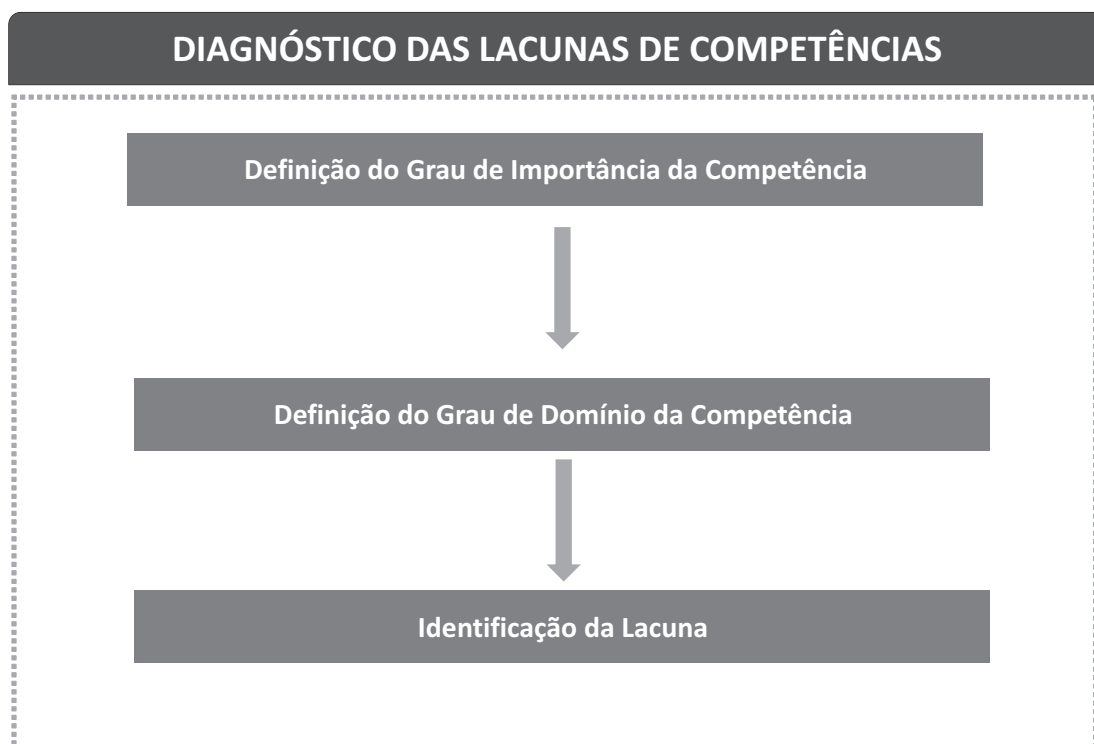 DIAGNÓSTICO DAS LACUNAS DE COMPETÊNCIAS
Definição do Grau de Importância da Competência
Definição do Grau de Domínio da Competência
Identificação da Lacuna